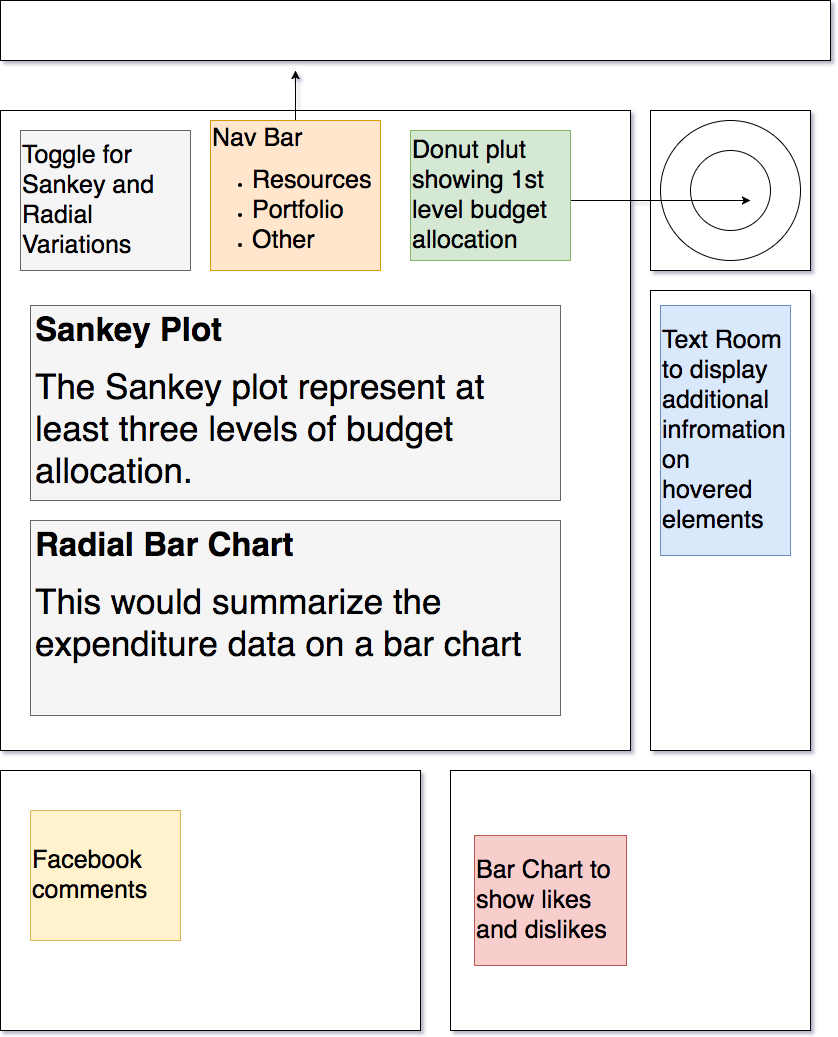 Toggle for
Sankey and
Radial
Variations
Nav Bar
Resources
Portfolio
Other
Donut plut
showing 1st
level budget
allocation
Sankey Plot
The Sankey plot represent at
least three levels of budget
allocation.
Radial Bar Chart
This would summarize the
expenditure data on a bar chart
Text Room
to display
additional
infromation
on
hovered
elements
Facebook
comments
Bar Chart to
show likes
and dislikes